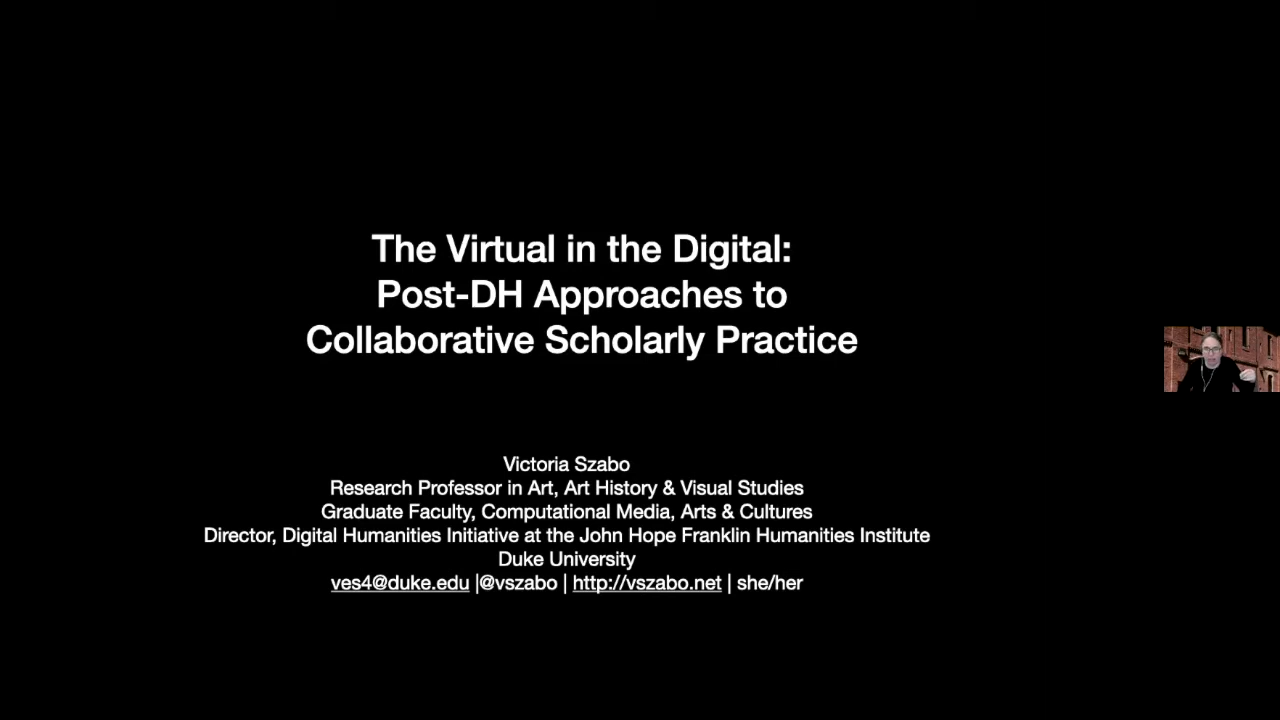 The Virtual in the Digital:
Post-DH Approaches to
Collaborative Scholarly Practice
Victoria Szabo
Research Professor in Art, Art History & Visual Studies
Graduate Faculty, Computational Media, Arts & Cultures
Director, Digital Humanities Initiative at the John Hope Franklin Humanities Institute
Duke University
ves4@duke.edu |@vszabo | http://vszabo.net | she/her